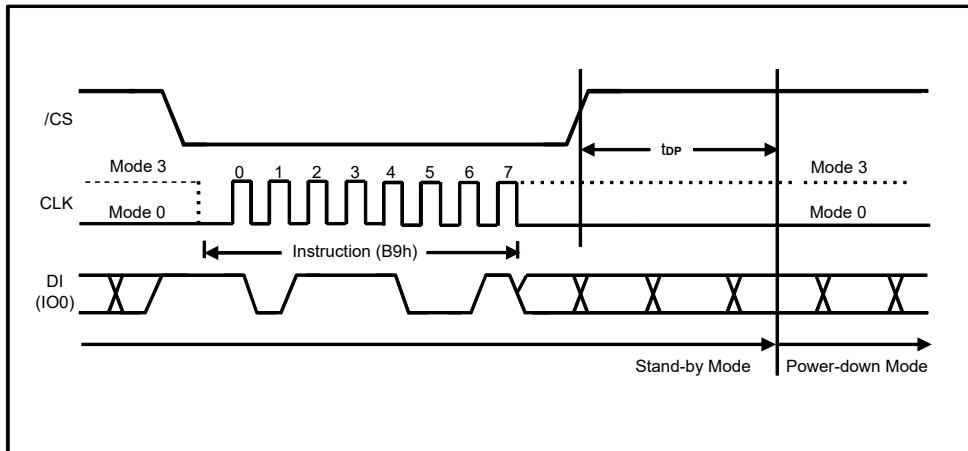 /CS
tDP
Mode 3
0 1 2 3 4 5 6 7
Mode 3
CLK
Mode 0
Mode 0
Instruction (B9h)
DI
(IO0)
Stand-by Mode
Power-down Mode